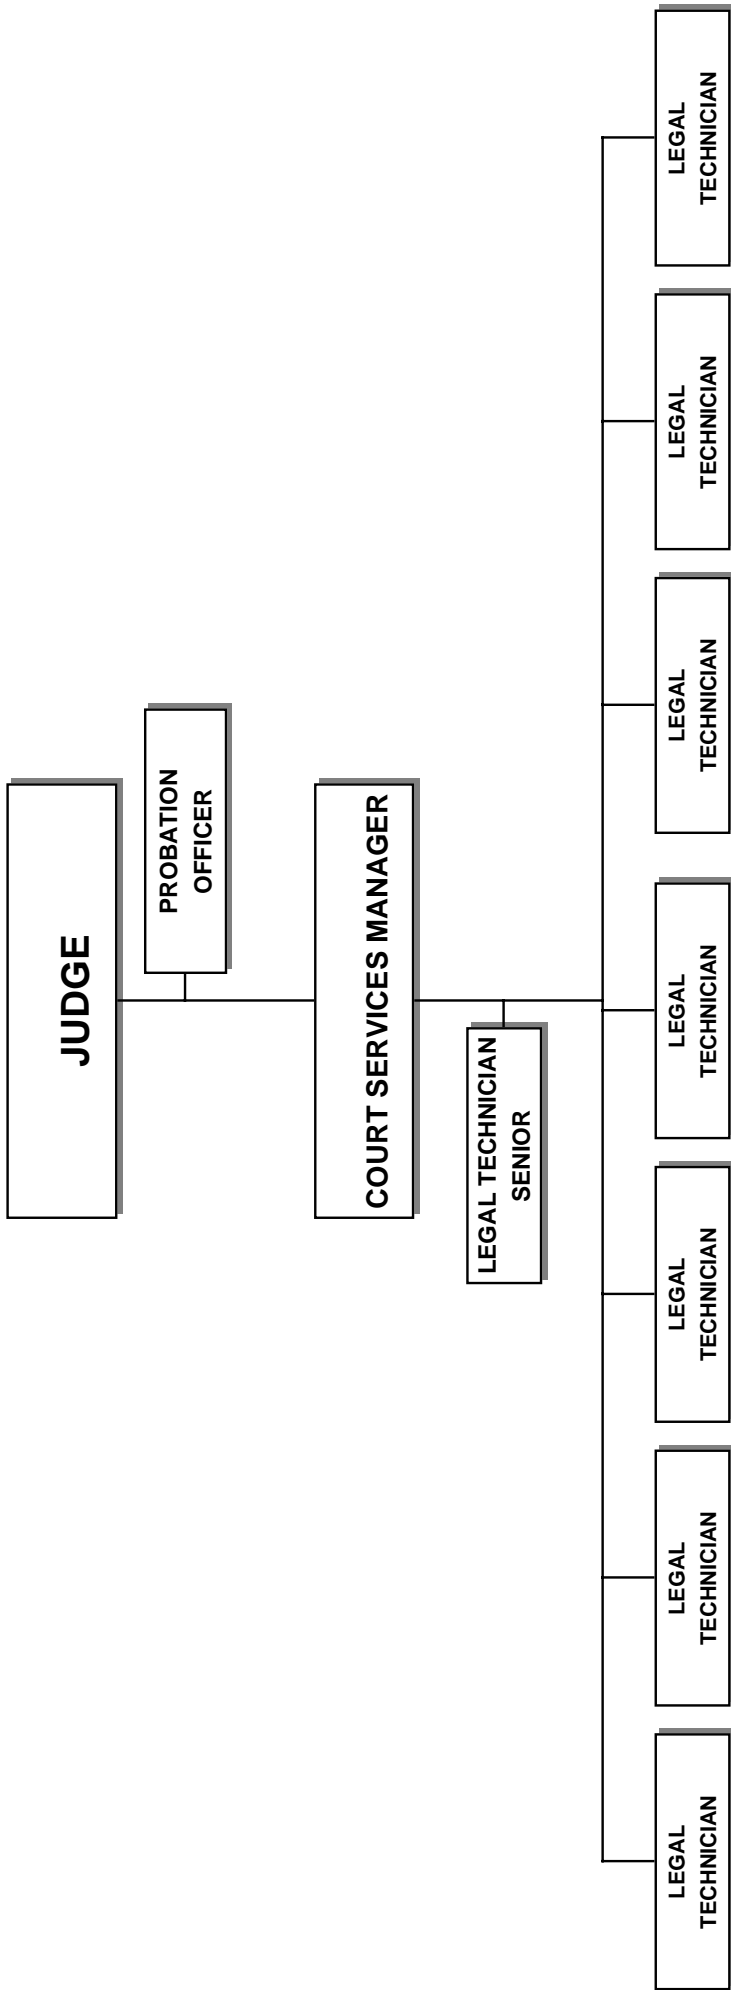 JUDGE
PROBATION
OFFICER
COURT SERVICES MANAGER
LEGAL TECHNICIAN
SENIOR
LEGAL
TECHNICIAN
LEGAL
TECHNICIAN
LEGAL
TECHNICIAN
LEGAL
TECHNICIAN
LEGAL
TECHNICIAN
LEGAL
TECHNICIAN
LEGAL
TECHNICIAN